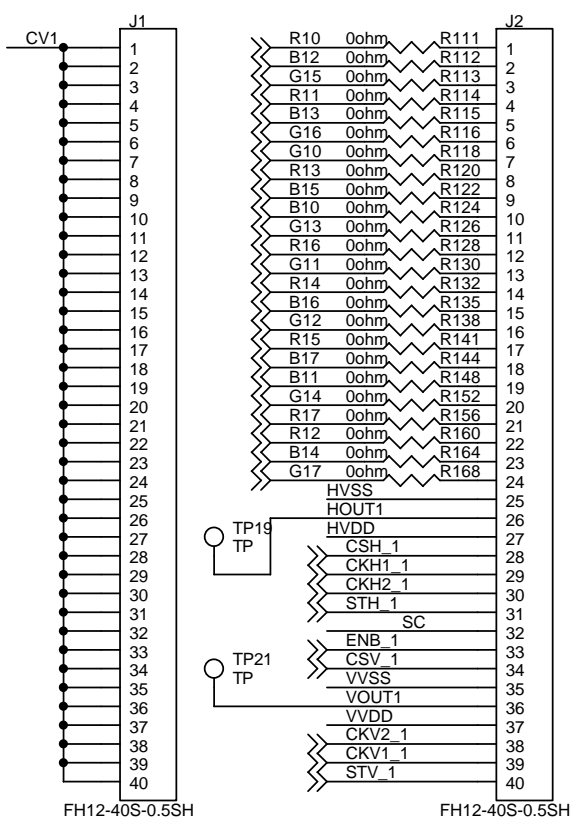 J1
CV1
1
2
3
4
5
6
7
8
9
10
11
12
13
14
15
16
17
18
19
20
21
22
23
24
25
26
27
28
29
30
31
32
33
34
35
36
37
38
39
40
FH12-40S-0.5SH
J2
R10 0ohm R111 1
B12 0ohm R112 2
G15 0ohm R113 3
R11 0ohm R114 4
B13 0ohm R115 5
G16 0ohm R116 6
G10 0ohm R118 7
R13 0ohm R120 8
B15 0ohm R122 9
B10 0ohm R124 10
G13 0ohm R126 11
R16 0ohm R128 12
G11 0ohm R130 13
R14 0ohm R132 14
B16 0ohm R135 15
G12 0ohm R138 16
R15 0ohm R141 17
B17 0ohm R144 18
B11 0ohm R148 19
G14 0ohm R152 20
R17 0ohm R156 21
R12 0ohm R160 22
B14 0ohm R164 23
G17 0ohm R168 24
HVSS 25
HOUT1 26
TP19
TP
HVDD 27
CSH_1 28
CKH1_1 29
CKH2_1 30
STH_1 31
SC 32
ENB_1 33
CSV_1 34
TP21
TP
VVSS 35
VOUT1 36
VVDD 37
CKV2_1 38
CKV1_1 39
STV_1 40
FH12-40S-0.5SH